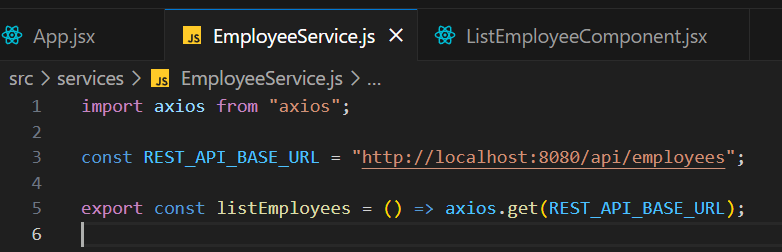 App.jsx JS EmployeeService.js ListEmployeeComponent.jsx
src > services > JS EmployeeService.js > ...
1 import axios from "axios";
2
3 const REST_API_BASE_URL = "http://localhost:8080/api/employees";
4
5 export const listEmployees = () => axios.get(REST_API_BASE_URL);
6